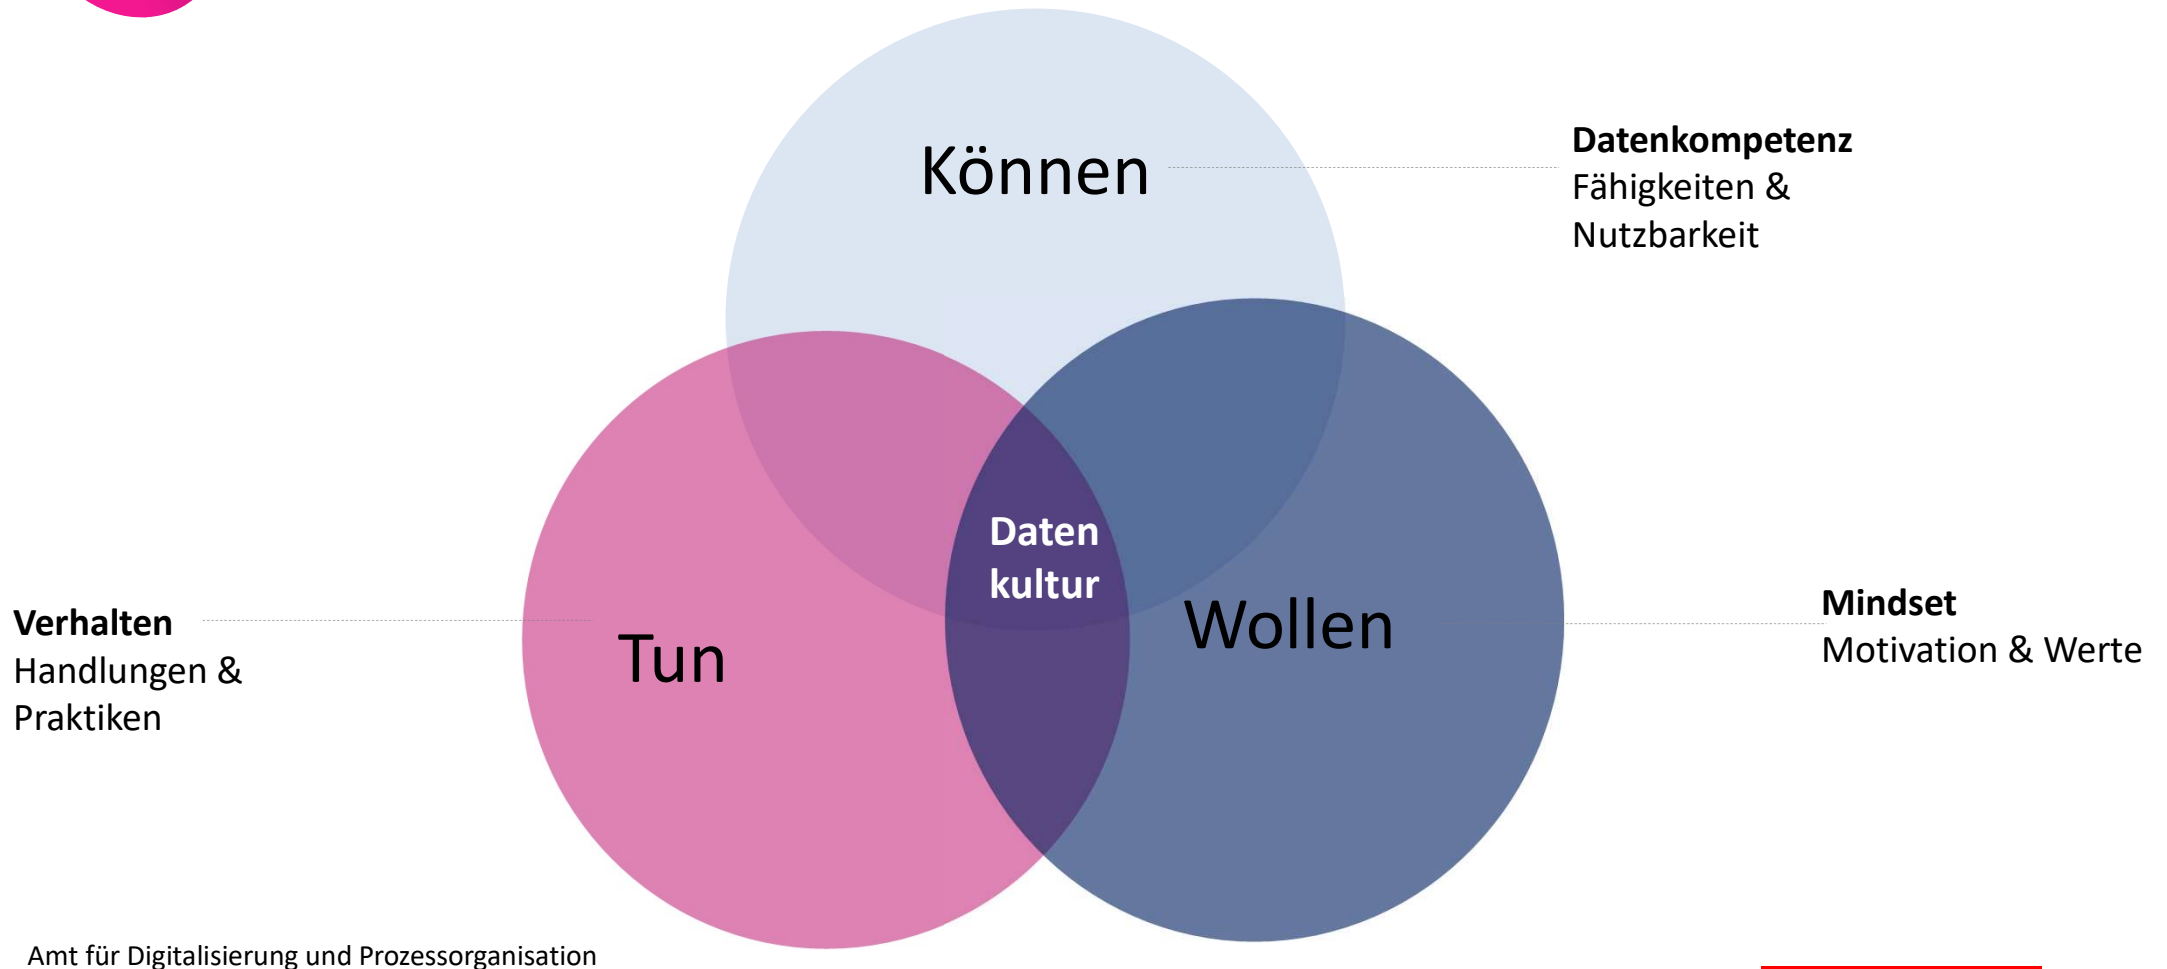 Können
Datenkompetenz
Fähigkeiten &
Nutzbarkeit
Daten
kultur
Wollen
Mindset
Motivation & Werte
Verhalten
Handlungen &
Praktiken
Tun
Amt für Digitalisierung und Prozessorganisation